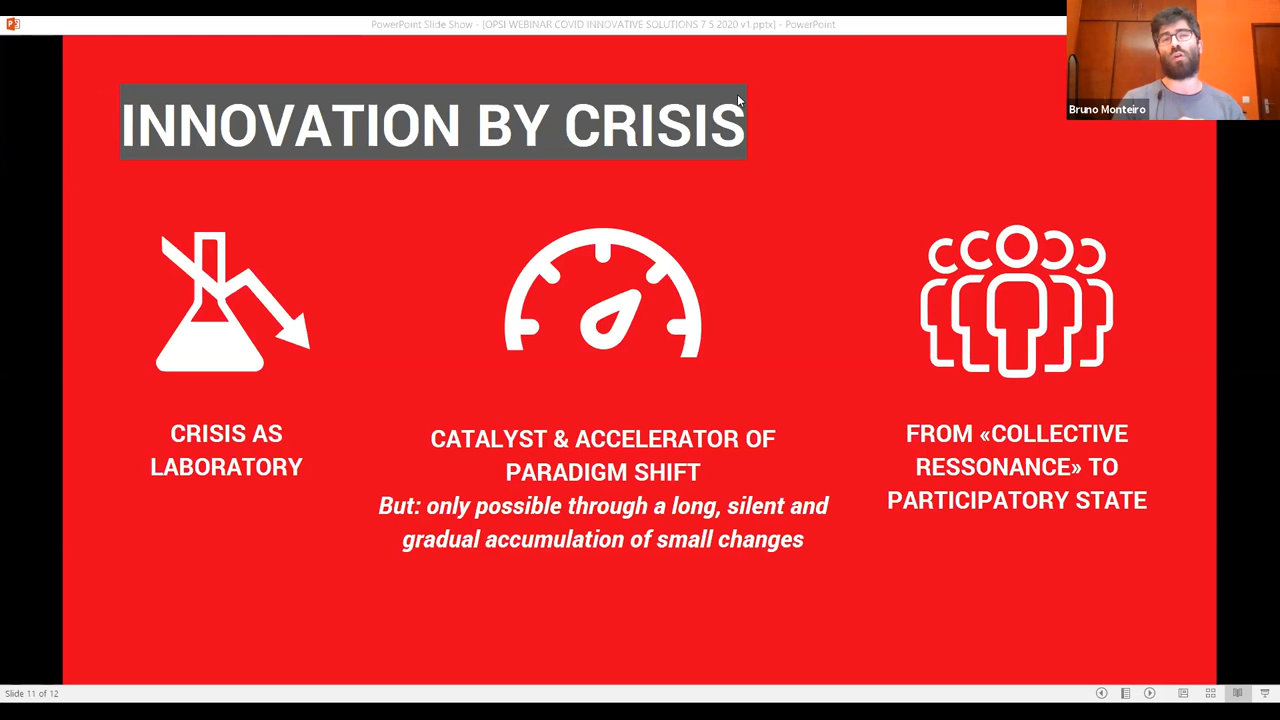 PowerPoint Slide Show - [OPSI WEBINAR COVID INNOVATIVE SOLUTIONS 7 5 2020 v1.pptx] - PowerPoint
Bruno Monteiro
INNOVATION BY CRISIS
CRISIS AS
LABORATORY
CATALYST & ACCELERATOR OF
PARADIGM SHIFT
But: only possible through a long, silent and
gradual accumulation of small changes
FROM «COLLECTIVE
RESSONANCE» TO
PARTICIPATORY STATE
Slide 11 of 12